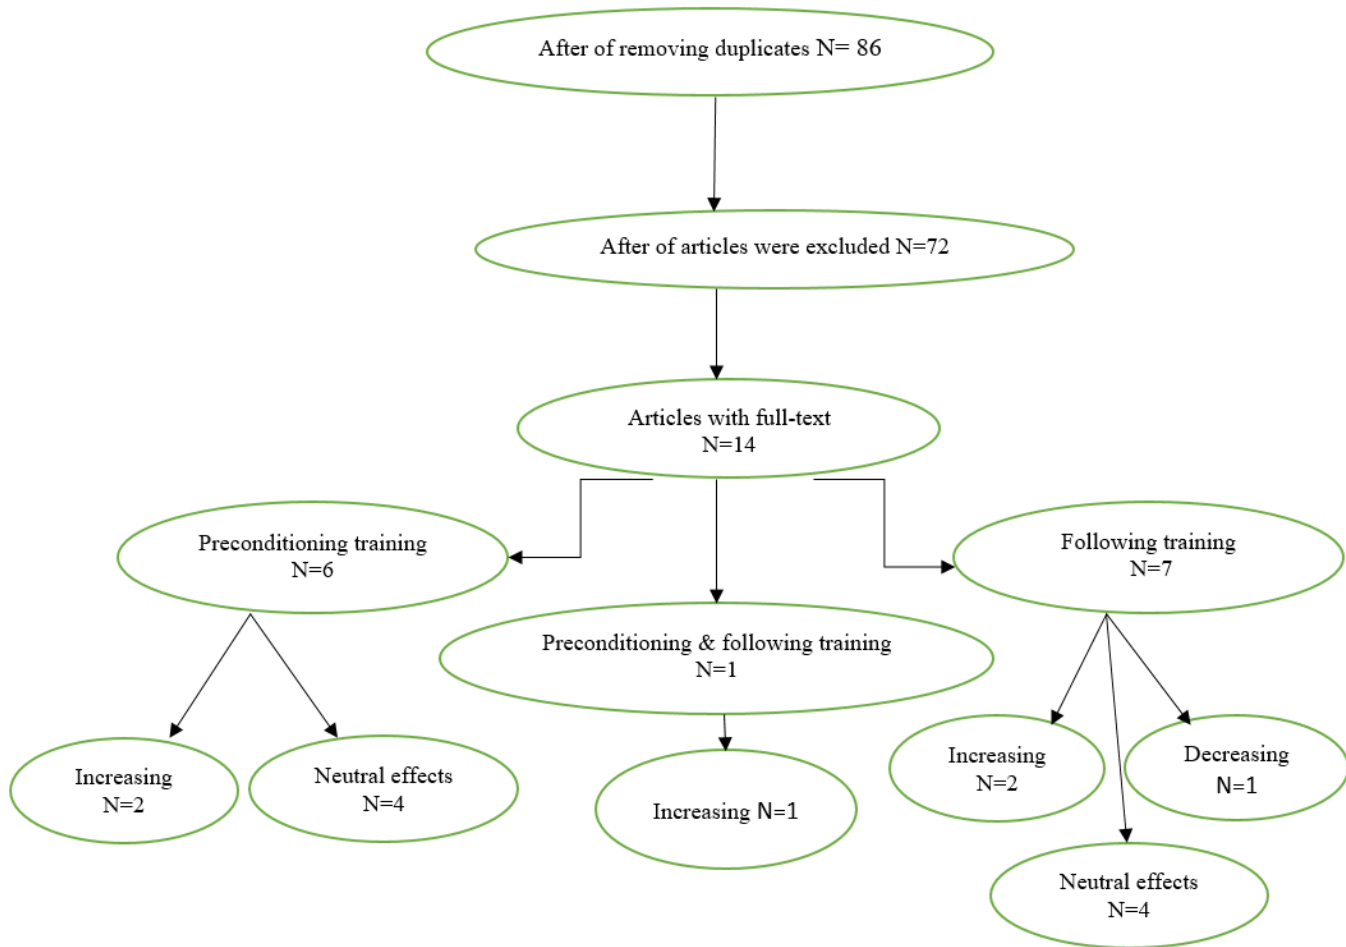 After of removing duplicates N= 86
After of articles were excluded N=72
Articles with full-text
N=14
Preconditioning training
N=6
Following training
N=7
Preconditioning & following training
N=1
Increasing
N=2
Neutral effects
N=4
Increasing N=1
Increasing
N=2
Decreasing
N=1
Neutral effects
N=4